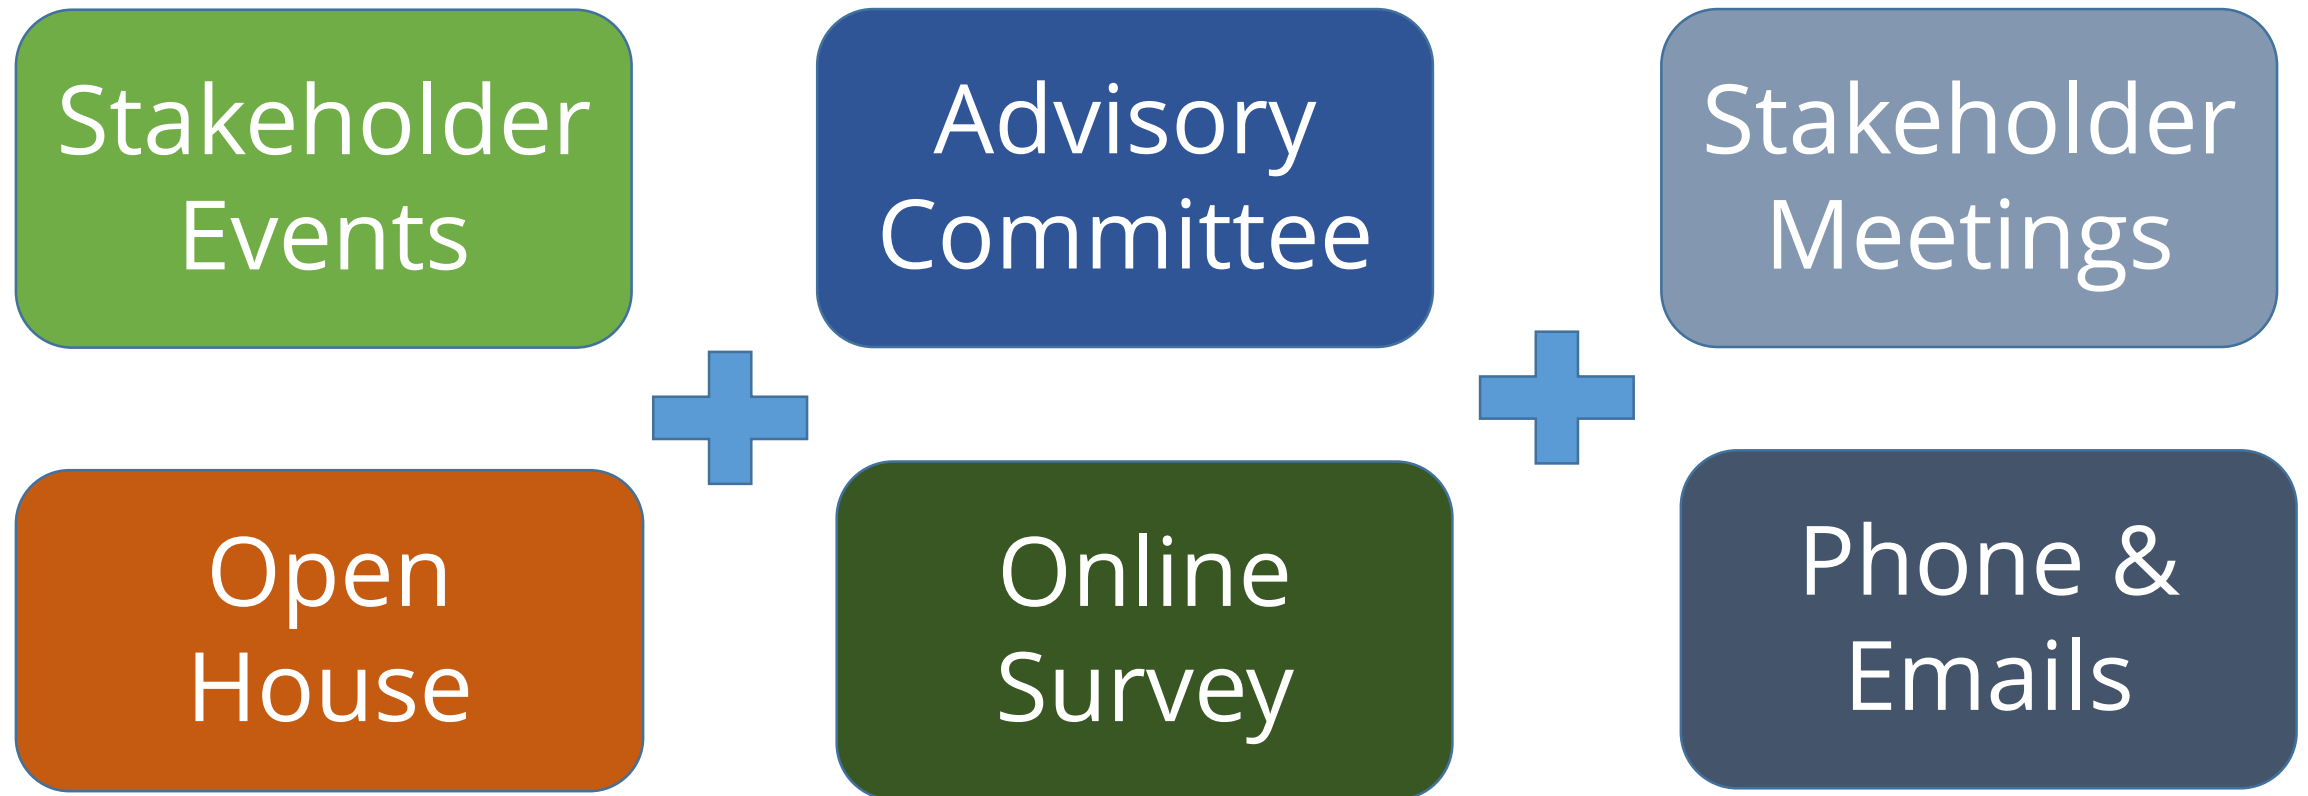 Stakeholder
Events
Advisory
Committee
Stakeholder
Meetings
Open
House
Online
Survey
Phone &
Emails